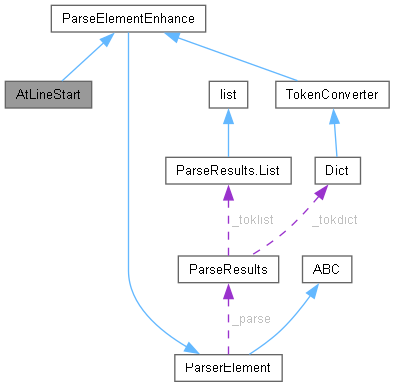 ParseElementEnhance
AtLineStart
list
TokenConverter
ParseResults.List
Dict
_toklist
_tokdict
ParseResults
ABC
_parse
ParserElement